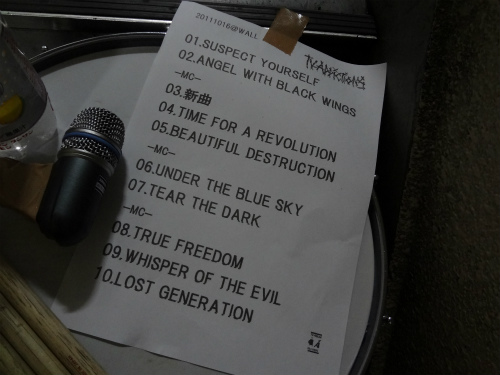 20111016@WALL
01.SUSPECT YOURSELF
02.ANGEL WITH BLACK WINGS
-MC-
03.新曲
04.TIME FOR A REVOLUTION
05.BEAUTIFUL DESTRUCTION
-MC-
06.UNDER THE BLUE SKY
07.TEAR THE DARK
-MC-
08.TRUE FREEDOM
09.WHISPER OF THE EVIL
10.LOST GENERATION